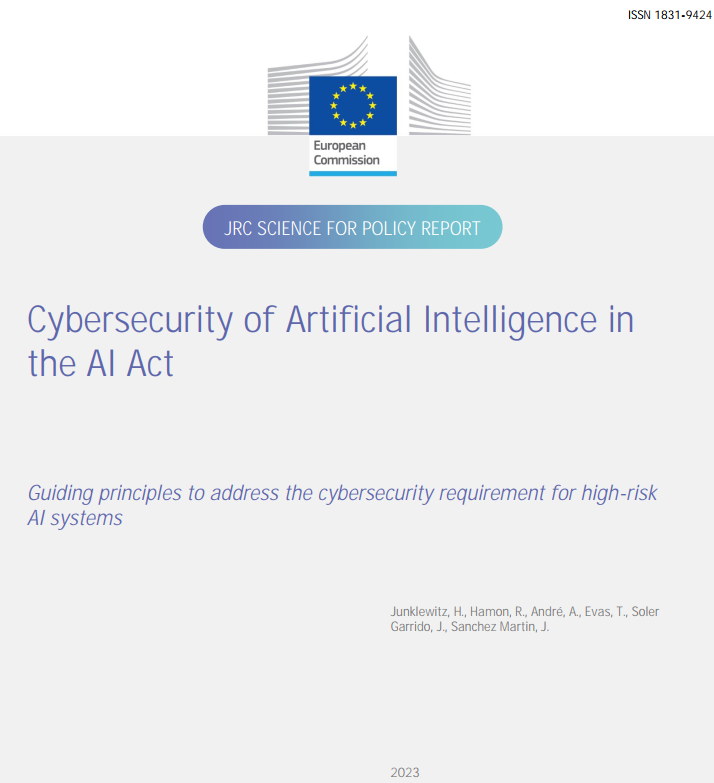 ISSN 1831-9424
European
Commission
JRC SCIENCE FOR POLICY REPORT
Cybersecurity of Artificial Intelligence in
the AI Act
Guiding principles to address the cybersecurity requirement for high-risk
AI systems
Junklewitz, H., Hamon, R., André, A., Evas, T., Soler
Garrido, J., Sanchez Martin, J.
2023